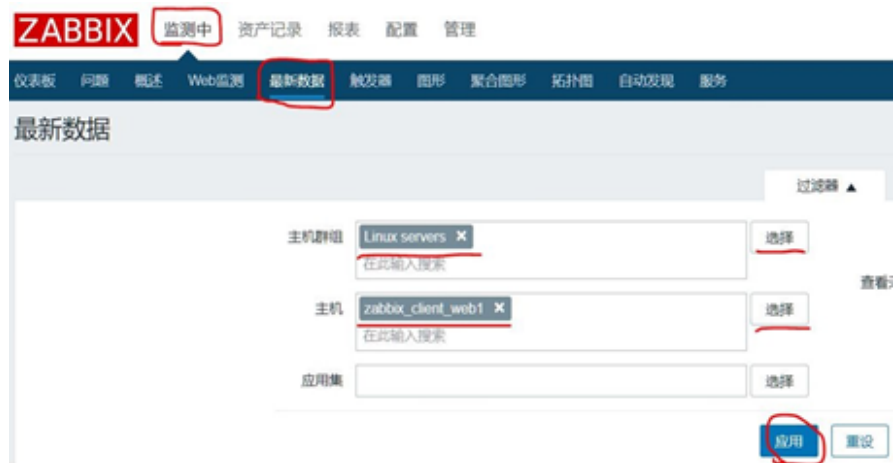 ZABBIX 监测中 资产记录 报表 配置 管理
仪表板 问题 概述 Web监测 最新数据 触发器 图形 聚合图形 拓扑图 自动发现 服务
最新数据
过滤器 ▲
主机群组 Linux servers × 选择
在此输入搜索
查看
主机 zabbix_client_web1 × 选择
在此输入搜索
应用集 选择
应用 重设